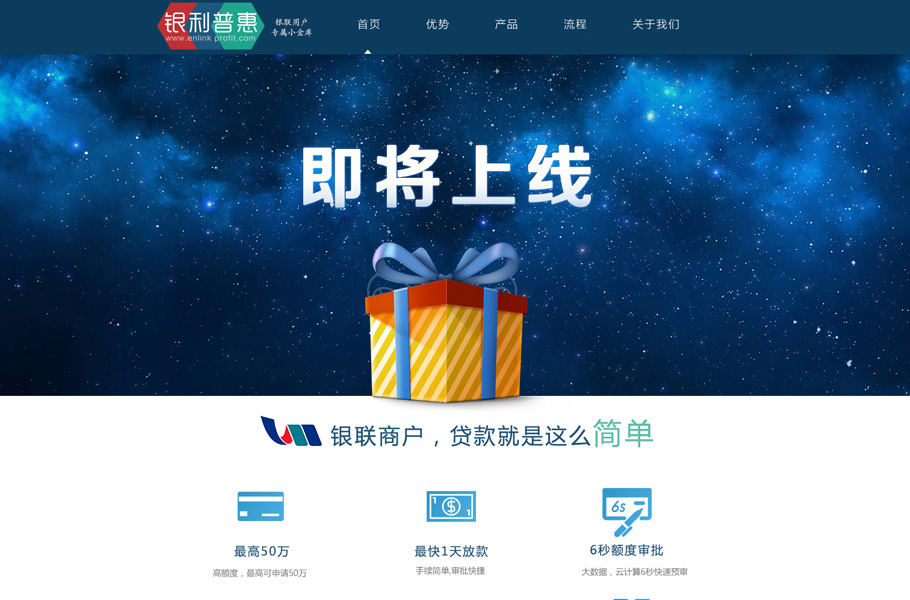 银利普惠
www.enlink profit.com
银联用户
专属小金库
首页 优势 产品 流程 关于我们
即将上线
银联商户，贷款就是这么简单
1 $ 1
6s
最高50万 最快1天放款 6秒额度审批
高额度，最高可申请50万 手续简单,审批快捷 大数据，云计算6秒快速预审